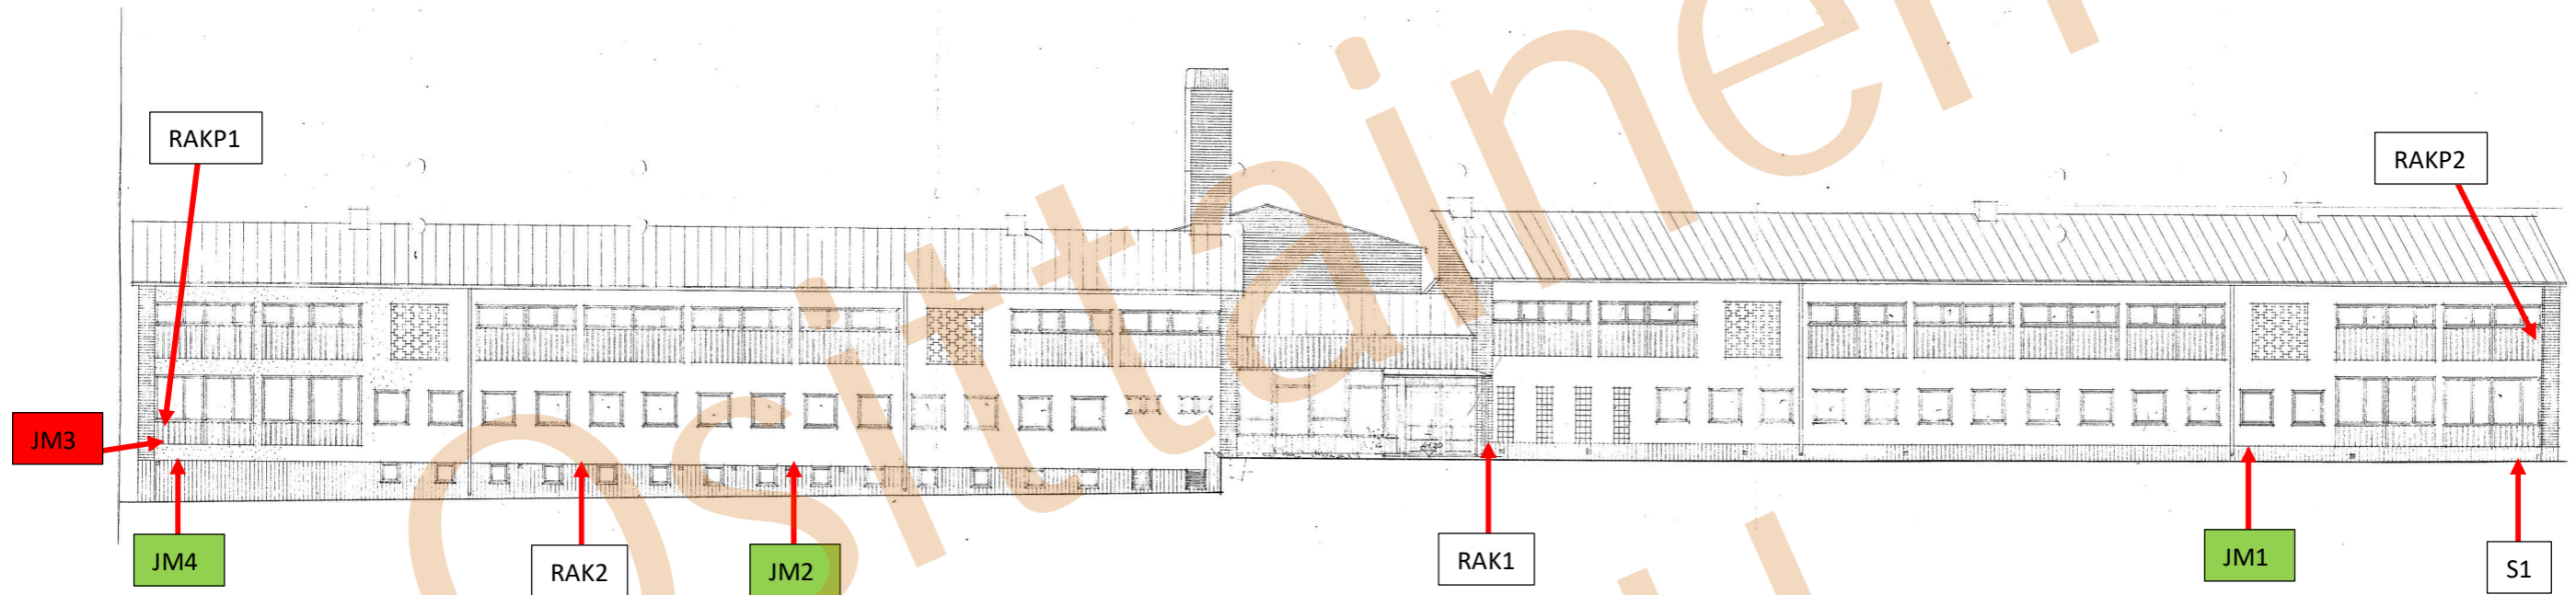 RAKP1
RAKP2
JM3
JM4
RAK2
JM2
RAK1
JM1
S1
Osittainen